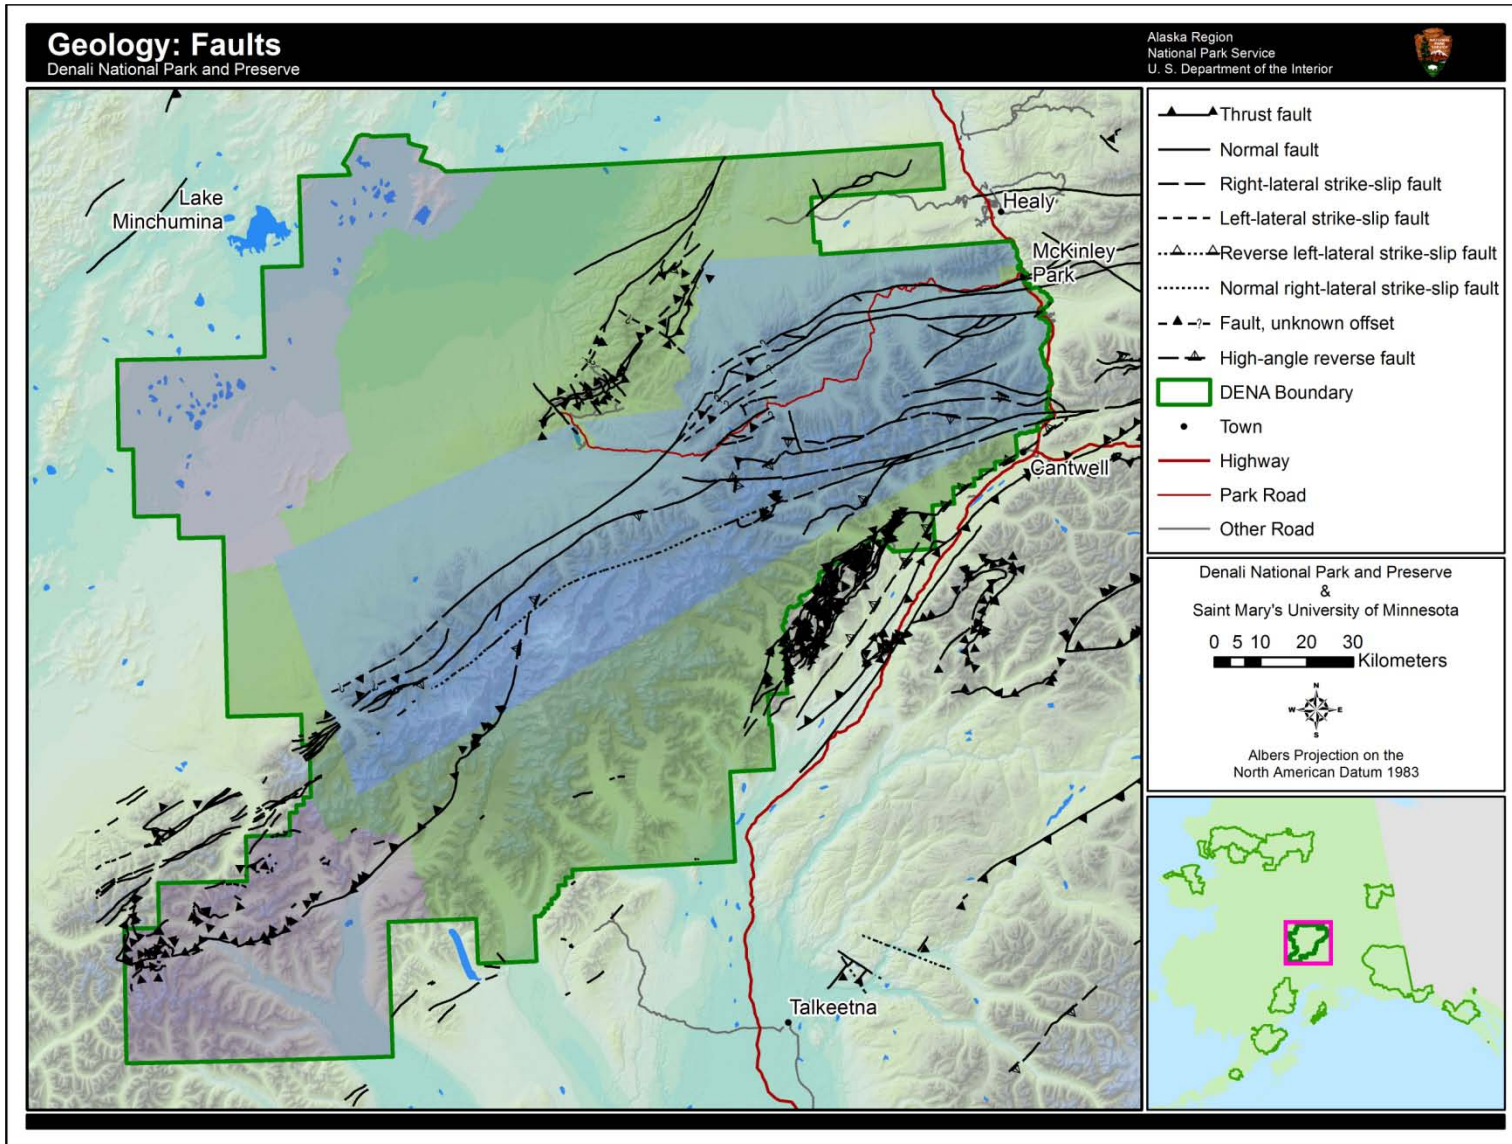 Geology: Faults
Denali National Park and Preserve
Alaska Region
National Park Service
U. S. Department of the Interior
Lake
Minchumina
Healy
McKinley
Park
Cantwell
Talkeetna
Thrust fault
Normal fault
Right-lateral strike-slip fault
Left-lateral strike-slip fault
Reverse left-lateral strike-slip fault
Normal right-lateral strike-slip fault
? Fault, unknown offset
High-angle reverse fault
DENA Boundary
Town
Highway
Park Road
Other Road
Denali National Park and Preserve
&
Saint Mary's University of Minnesota
0 5 10 20 30
Kilometers
N
W E
S
Albers Projection on the
North American Datum 1983